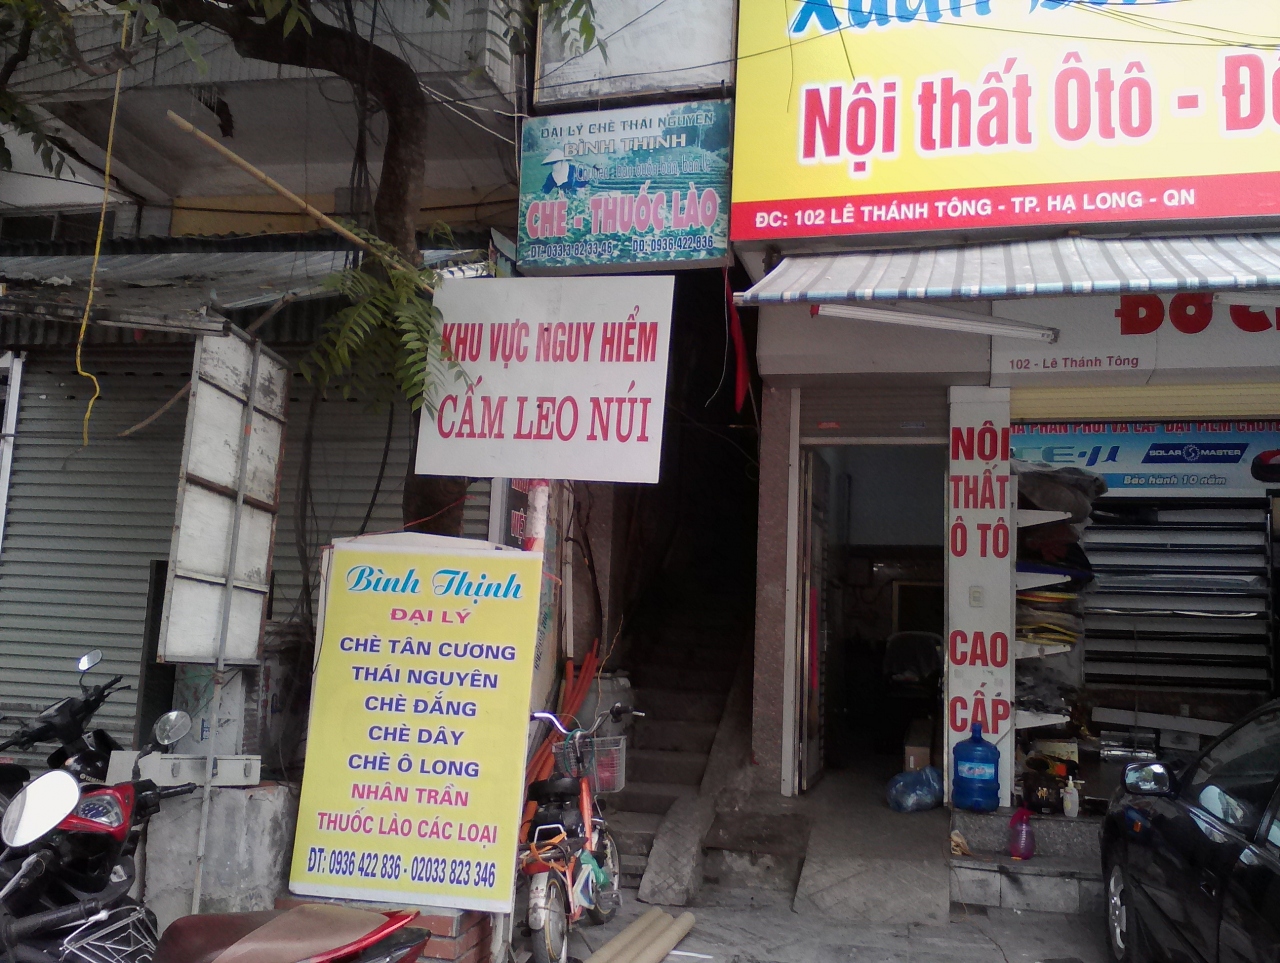 Nội thất Ôtô -
ĐC: 102 LÊ THÁNH TÔNG - TP. HẠ LONG - QN
ĐẠI LÝ CHÈ THÁI NGUYÊN
BÌNH THỊNH
CHÈ - THUỐC LÀO
ĐT: 033.3.823346 DĐ: 0936.422.836
KHU VỰC NGUY HIỂM
CẤM LEO NÚI
102 - Lê Thánh Tông
NỘI
THẤT
Ô TÔ
CAO
CẤP
SOLAR MASTER
Bảo hành 10 năm
Bình Thịnh
ĐẠI LÝ
CHÈ TÂN CƯƠNG
THÁI NGUYÊN
CHÈ ĐẮNG
CHÈ DÂY
CHÈ Ô LONG
NHÂN TRẦN
THUỐC LÀO CÁC LOẠI
ĐT: 0936 422 836 - 02033 823 346